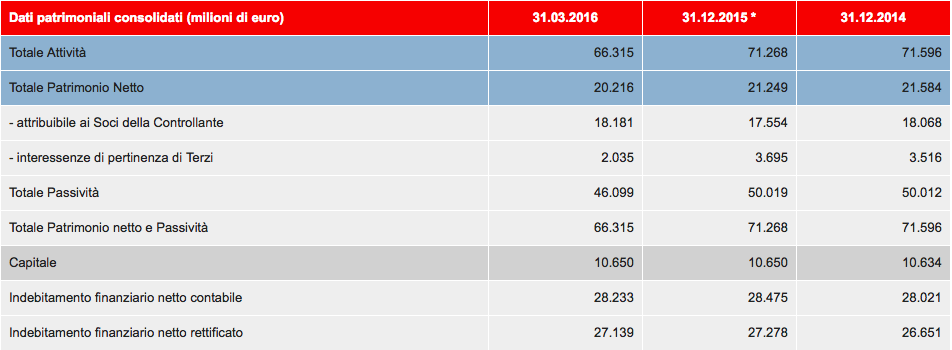 Dati patrimoniali consolidati (milioni di euro) 31.03.2016 31.12.2015 * 31.12.2014
Totale Attività 66.315 71.268 71.596
Totale Patrimonio Netto 20.216 21.249 21.584
- attribuibile ai Soci della Controllante 18.181 17.554 18.068
- interessenze di pertinenza di Terzi 2.035 3.695 3.516
Totale Passività 46.099 50.019 50.012
Totale Patrimonio netto e Passività 66.315 71.268 71.596
Capitale 10.650 10.650 10.634
Indebitamento finanziario netto contabile 28.233 28.475 28.021
Indebitamento finanziario netto rettificato 27.139 27.278 26.651